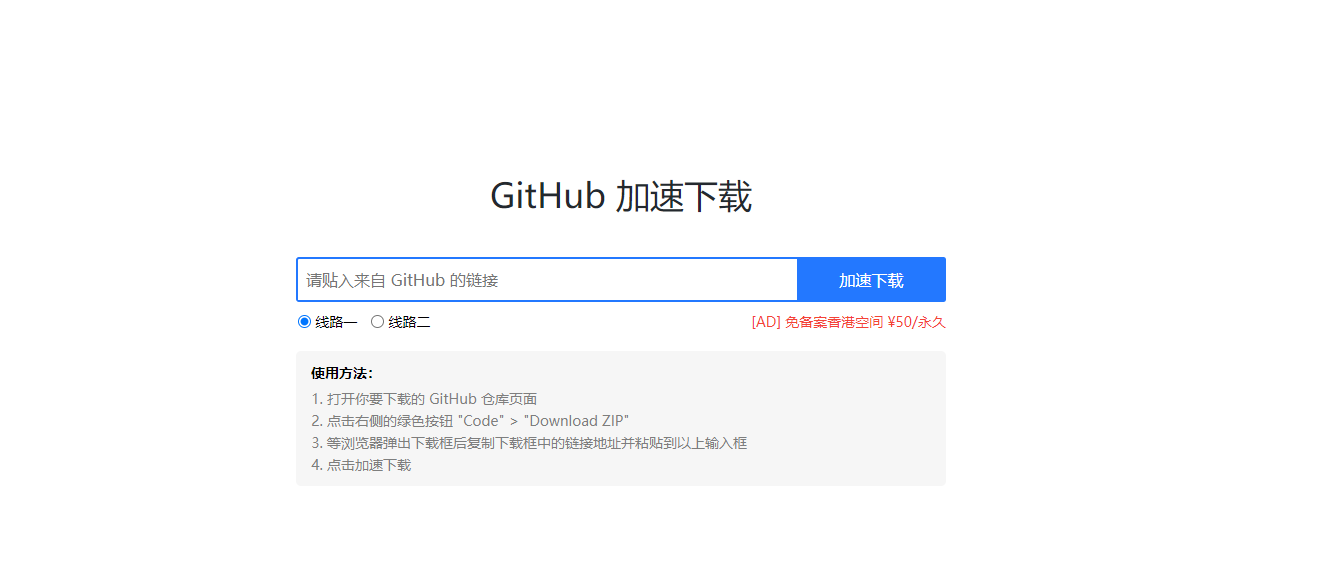 GitHub 加速下载
请贴入来自 GitHub 的链接
加速下载
线路一 线路二
[AD] 免备案香港空间 ¥50/永久
使用方法：
1. 打开你要下载的 GitHub 仓库页面
2. 点击右侧的绿色按钮 "Code" > "Download ZIP"
3. 等浏览器弹出下载框后复制下载框中的链接地址并粘贴到以上输入框
4. 点击加速下载